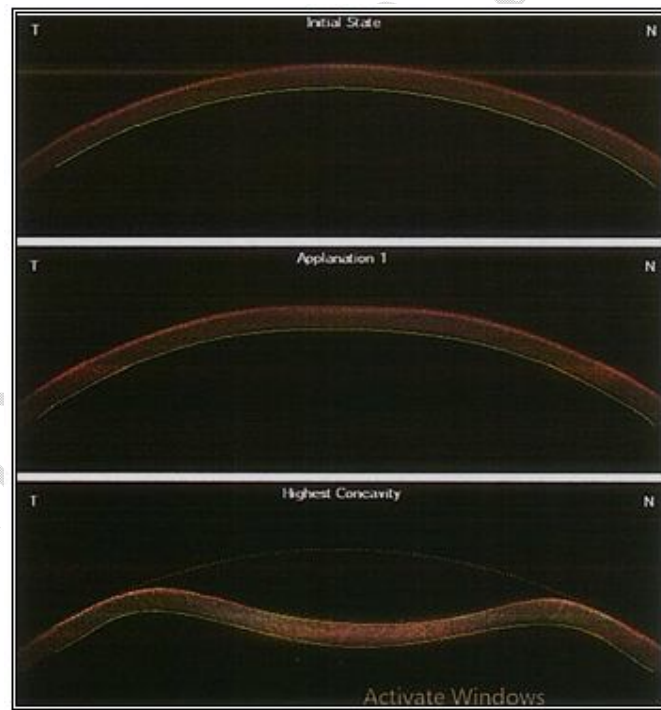 Initial State
T N
Applanation 1
T N
Highest Concavity
T N
Activate Windows